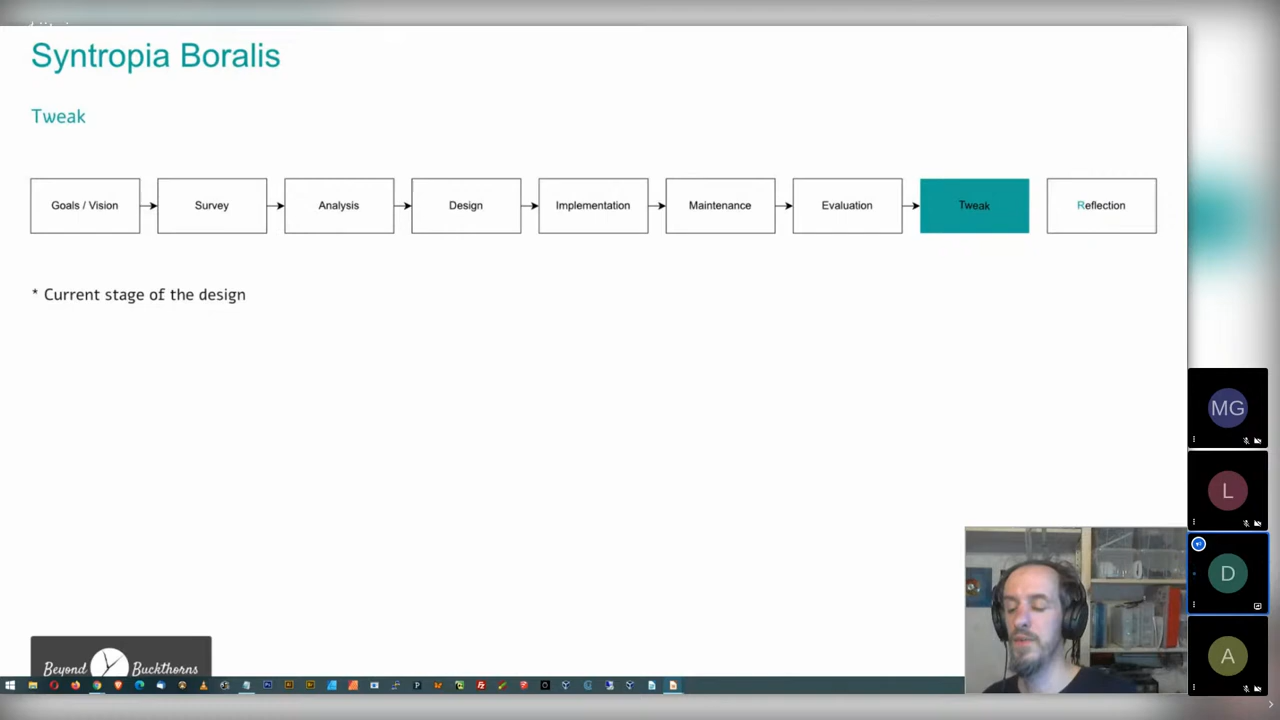 Syntropia Boralis
Tweak
Goals / Vision
Survey
Analysis
Design
Implementation
Maintenance
Evaluation
Tweak
Reflection
* Current stage of the design
MG
L
D
A
Beyond Buckthorns